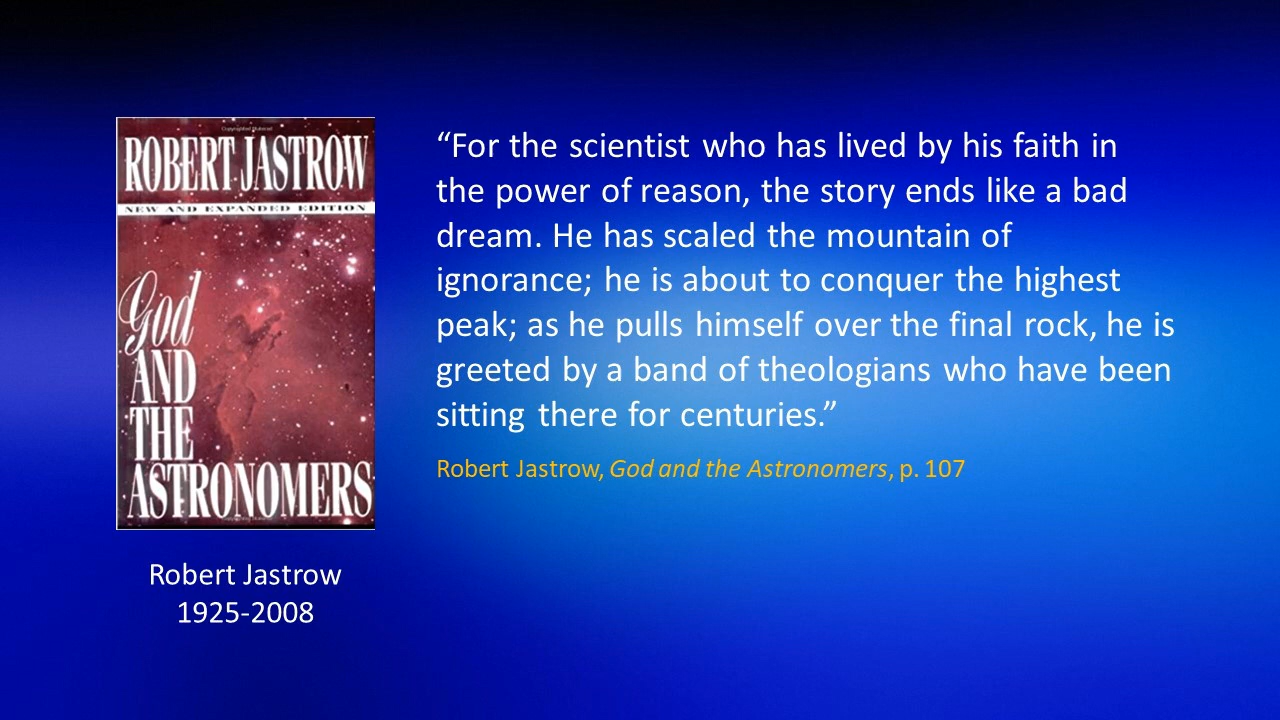 Copyrighted Material
ROBERT JASTROW
NEW AND EXPANDED EDITION
God
AND
THE
ASTRONOMERS
Copyrighted Material
Robert Jastrow
1925-2008
“For the scientist who has lived by his faith in
the power of reason, the story ends like a bad
dream. He has scaled the mountain of
ignorance; he is about to conquer the highest
peak; as he pulls himself over the final rock, he is
greeted by a band of theologians who have been
sitting there for centuries.”
Robert Jastrow, God and the Astronomers, p. 107